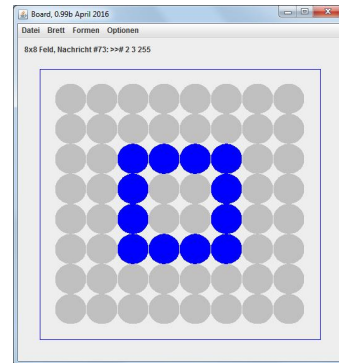 Board, 0.99b April 2016
Datei Brett Formen Optionen
8x8 Feld, Nachricht #73: >># 2 3 255